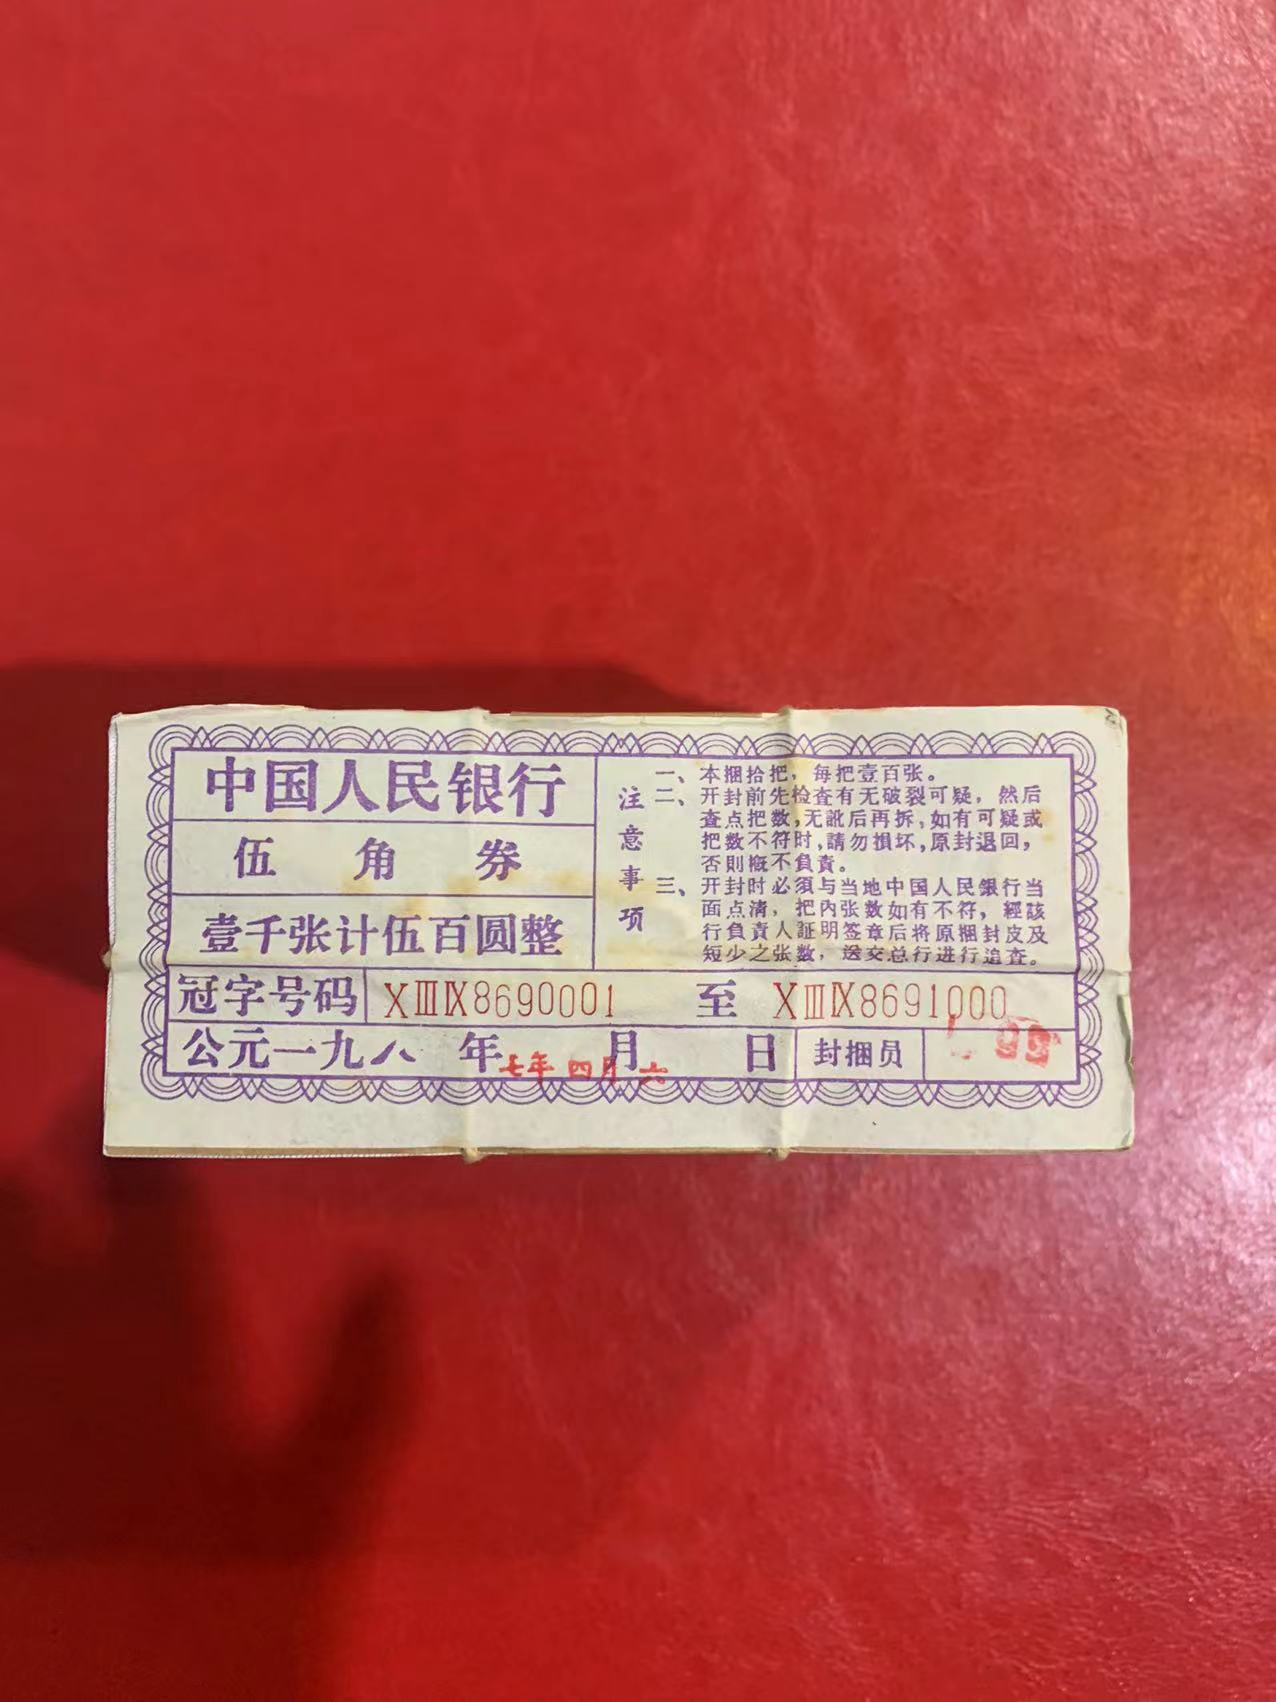 中国人民银行
伍角券
壹千张计伍百圆整
注意事项
一、本捆拾把，每把壹百张。
二、开封前先检查有无破裂可疑，然后
查点把数，无訛后再拆，如有可疑或
把数不符时，請勿損坏，原封退回，
否則概不負責。
三、开封时必須与当地中国人民銀行当
面点清，把内张数如有不符，經該
行負責人証明签章后将原捆封皮及
短少之张数，送交总行进行追查。
冠字号码 XⅢⅨ8690001 至 XⅢⅨ8691000
公元一九八 年 月 日 封捆员
七年 四月 六